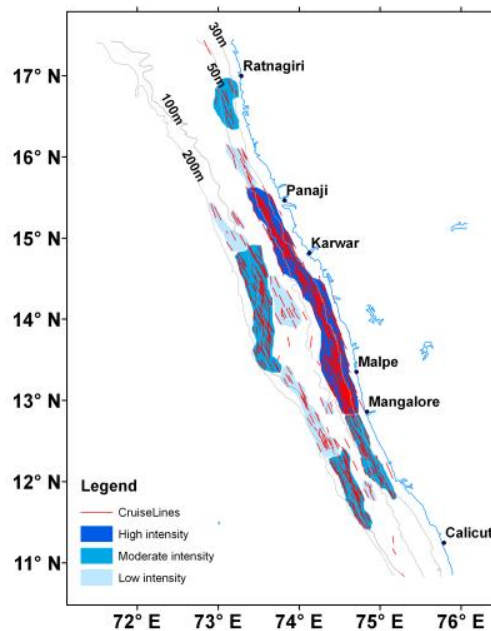 30m
17° N
Ratnagiri
50m
100m
16° N
200m
Panaji
15° N
Karwar
14° N
Malpe
13° N
Mangalore
12° N
Legend
CruiseLines
High intensity
Moderate intensity
Low intensity
Calicut
11° N
72° E 73° E 74° E 75° E 76° E